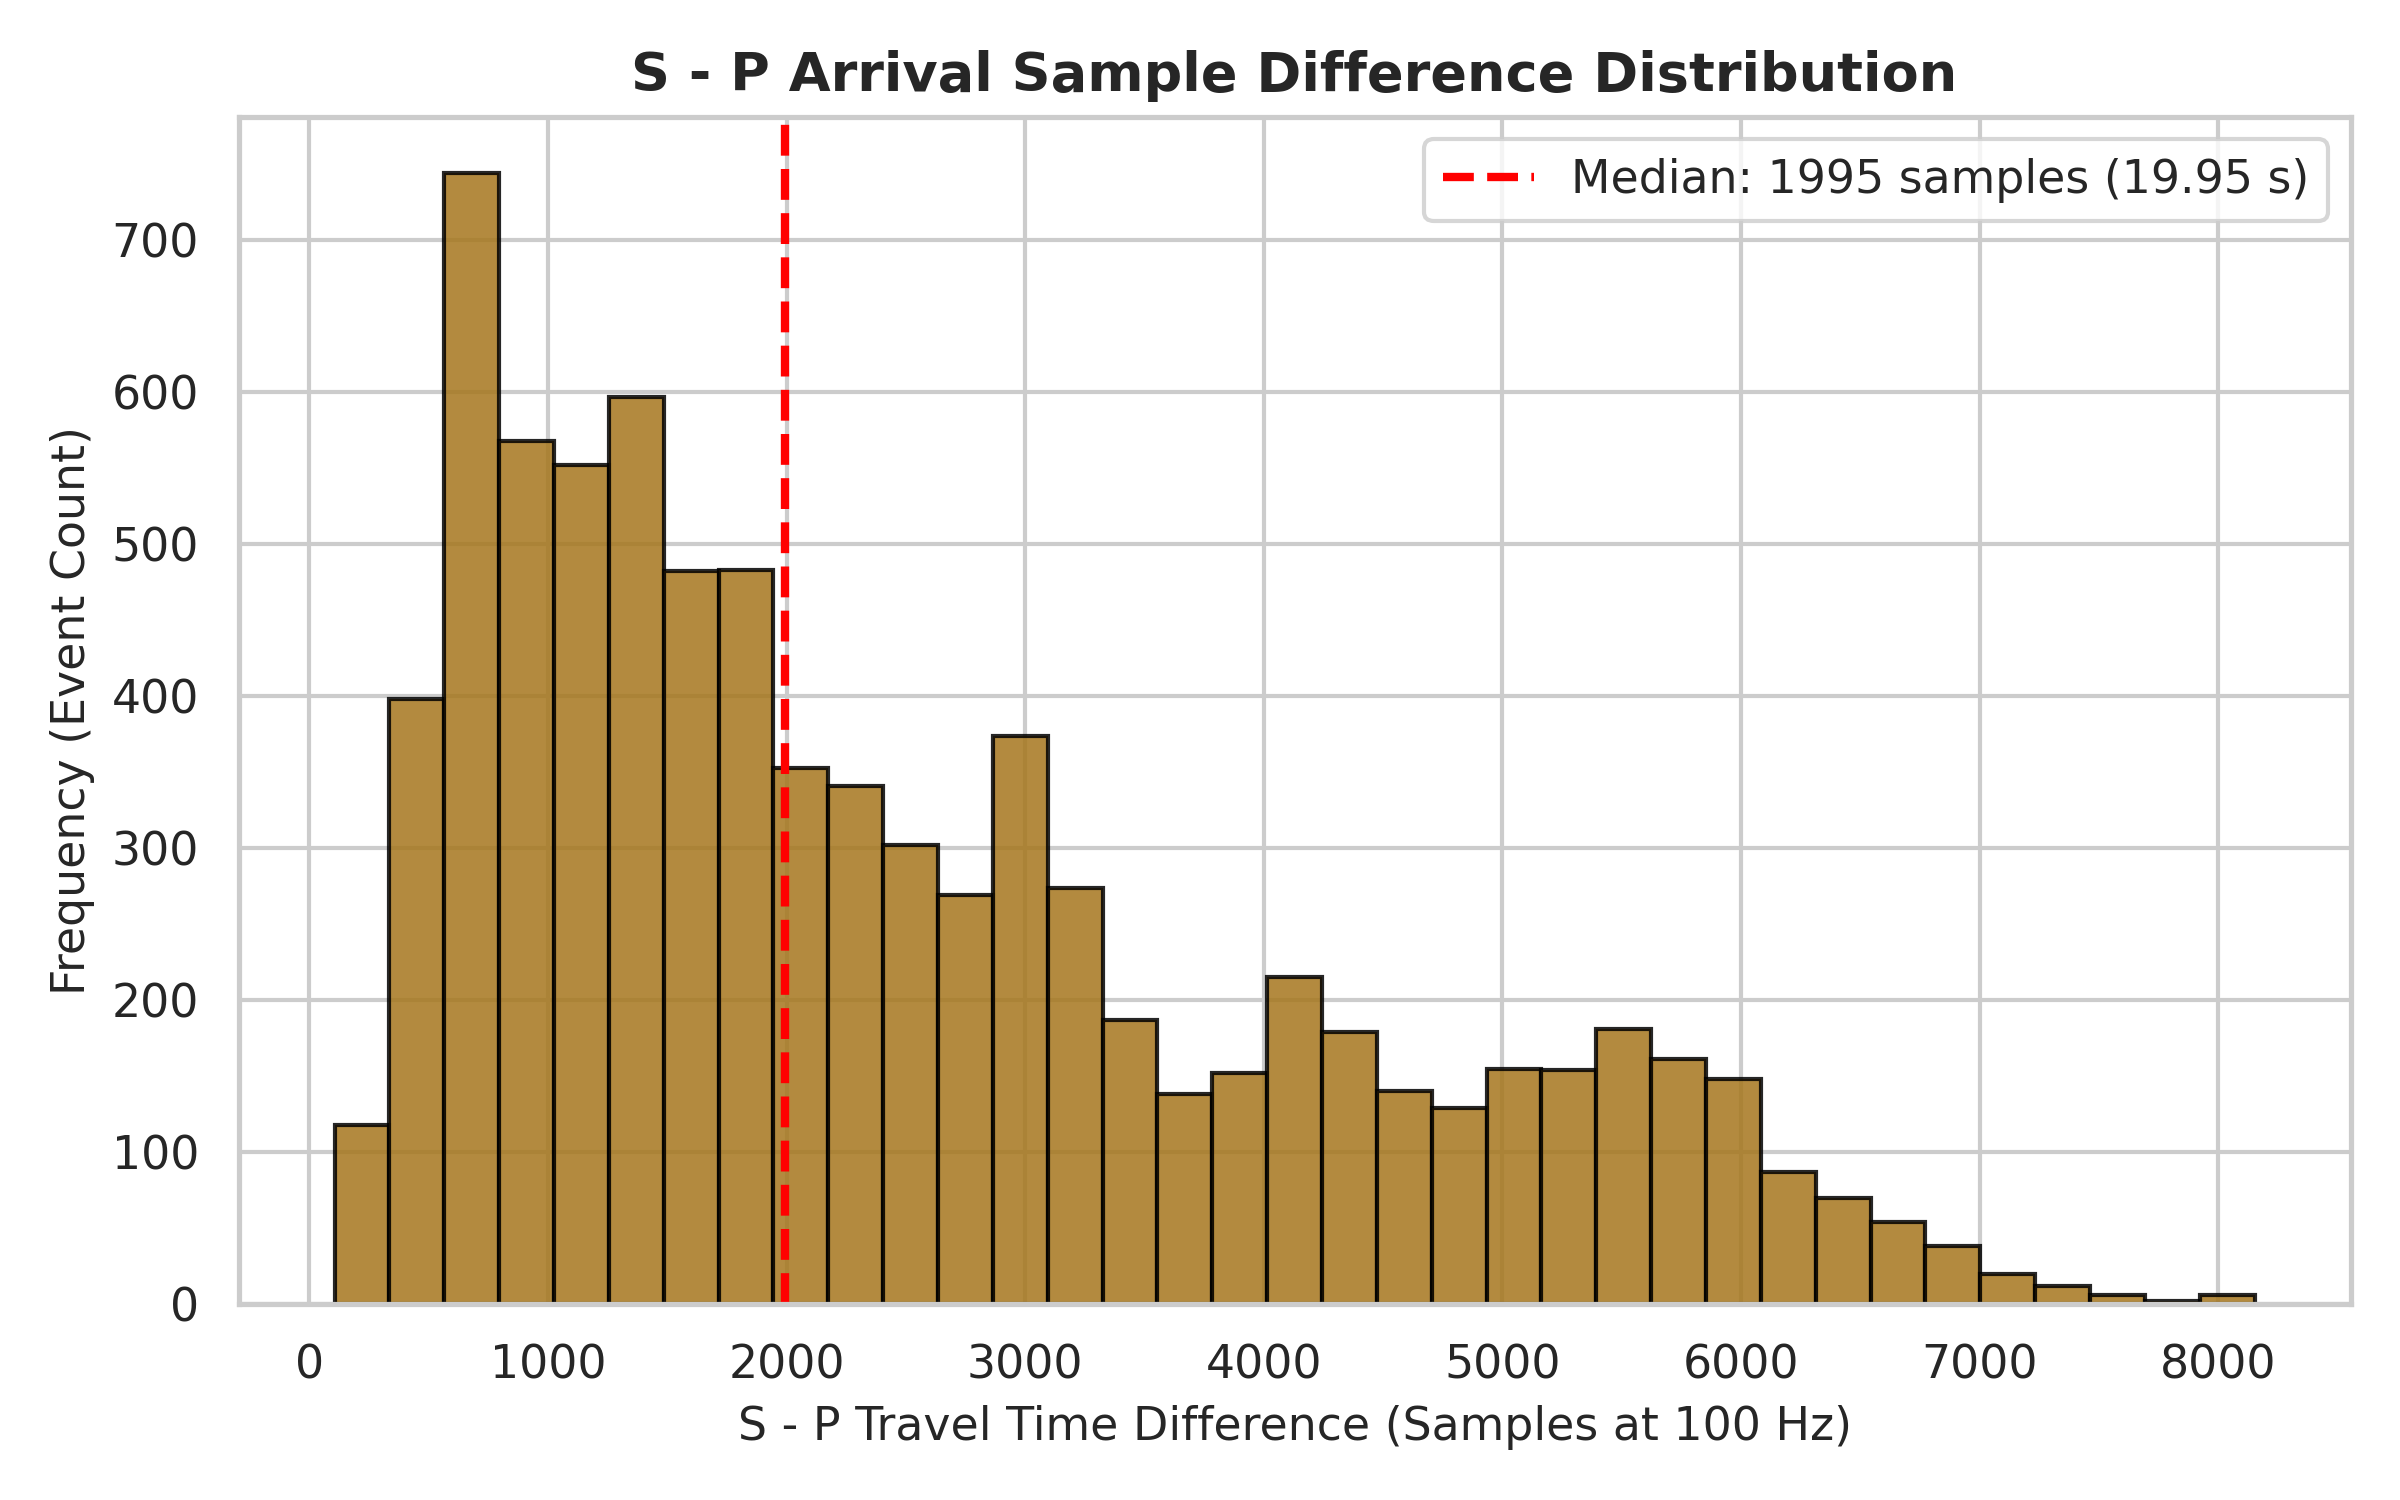 S - P Arrival Sample Difference Distribution
Median: 1995 samples (19.95 s)
Frequency (Event Count)
700
600
500
400
300
200
100
0
0 1000 2000 3000 4000 5000 6000 7000 8000
S - P Travel Time Difference (Samples at 100 Hz)